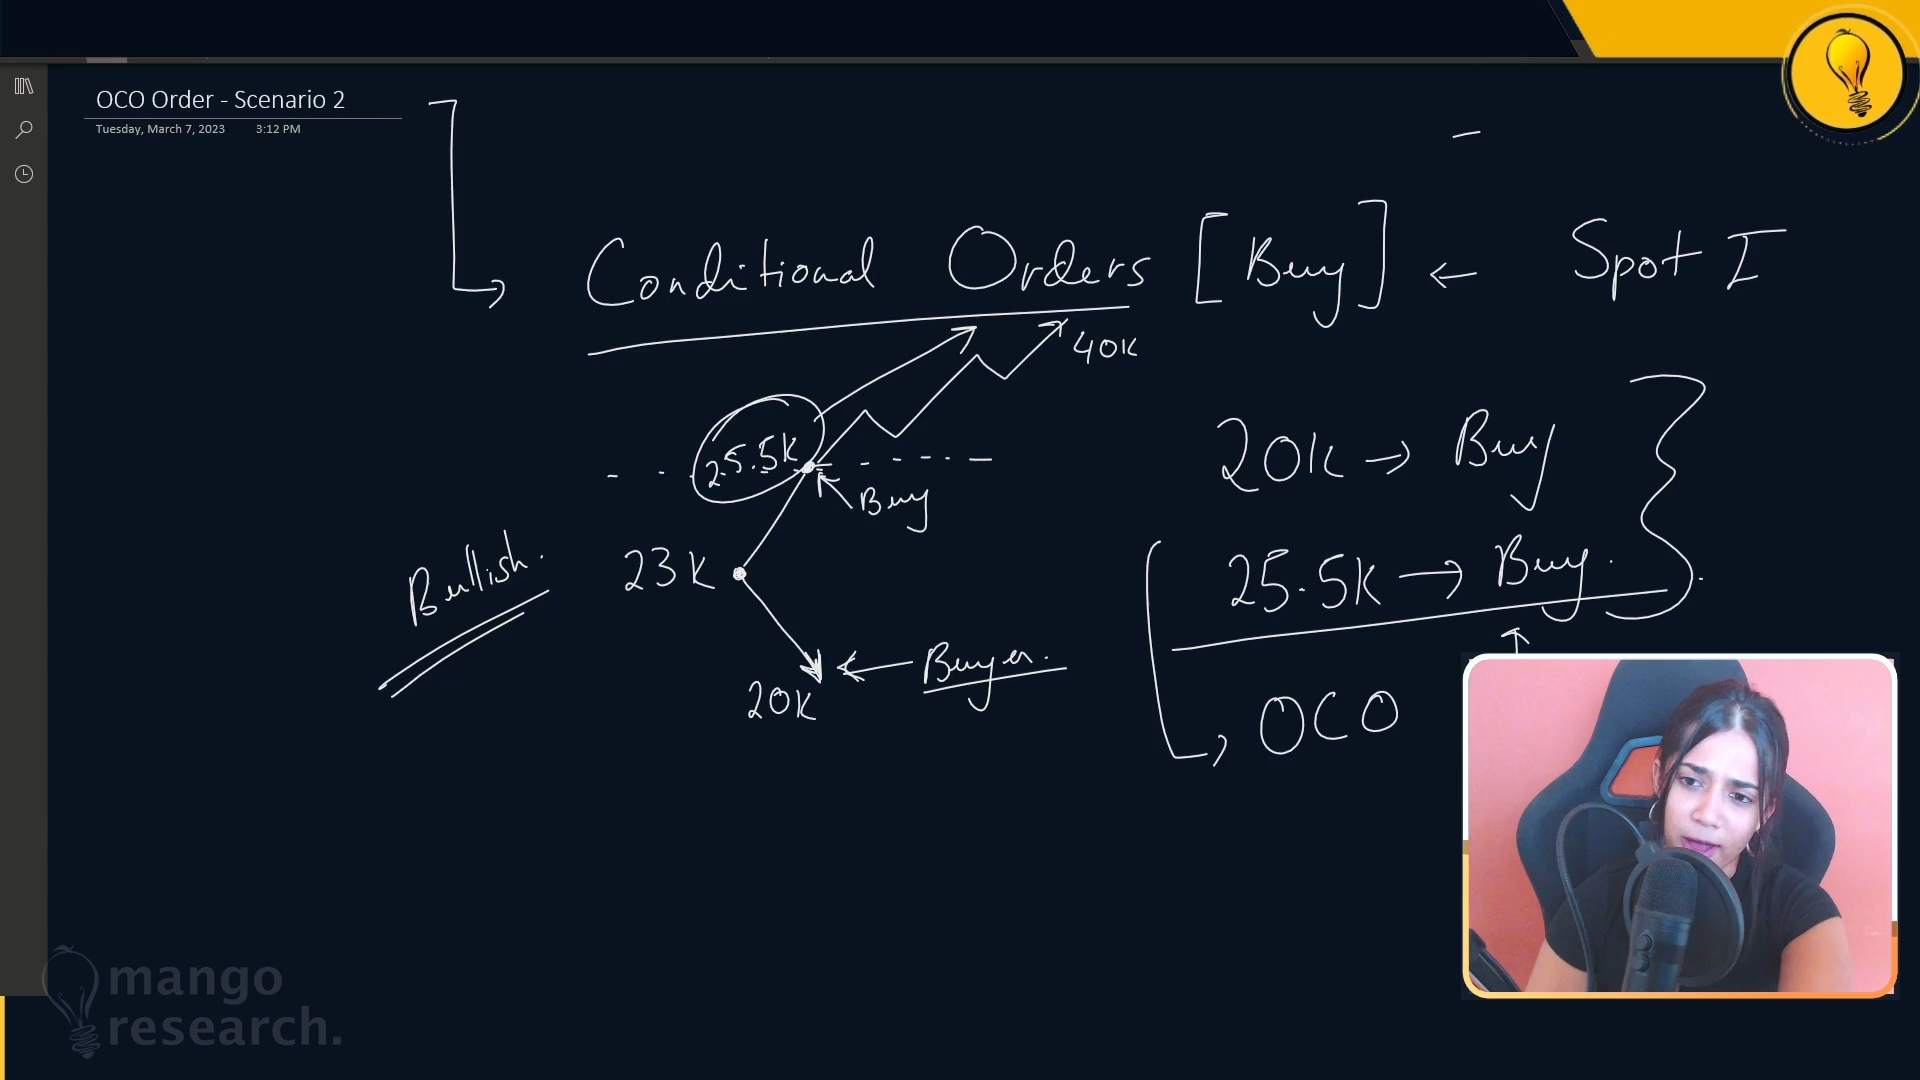 OCO Order - Scenario 2
Tuesday, March 7, 2023 3:12 PM
Conditional Orders [Buy] ← Spot I
40K
25.5K
Buy
20K → Buy
Bullish.
23K
25.5K → Buy.
Buyer.
20K
OCO
mango
research.